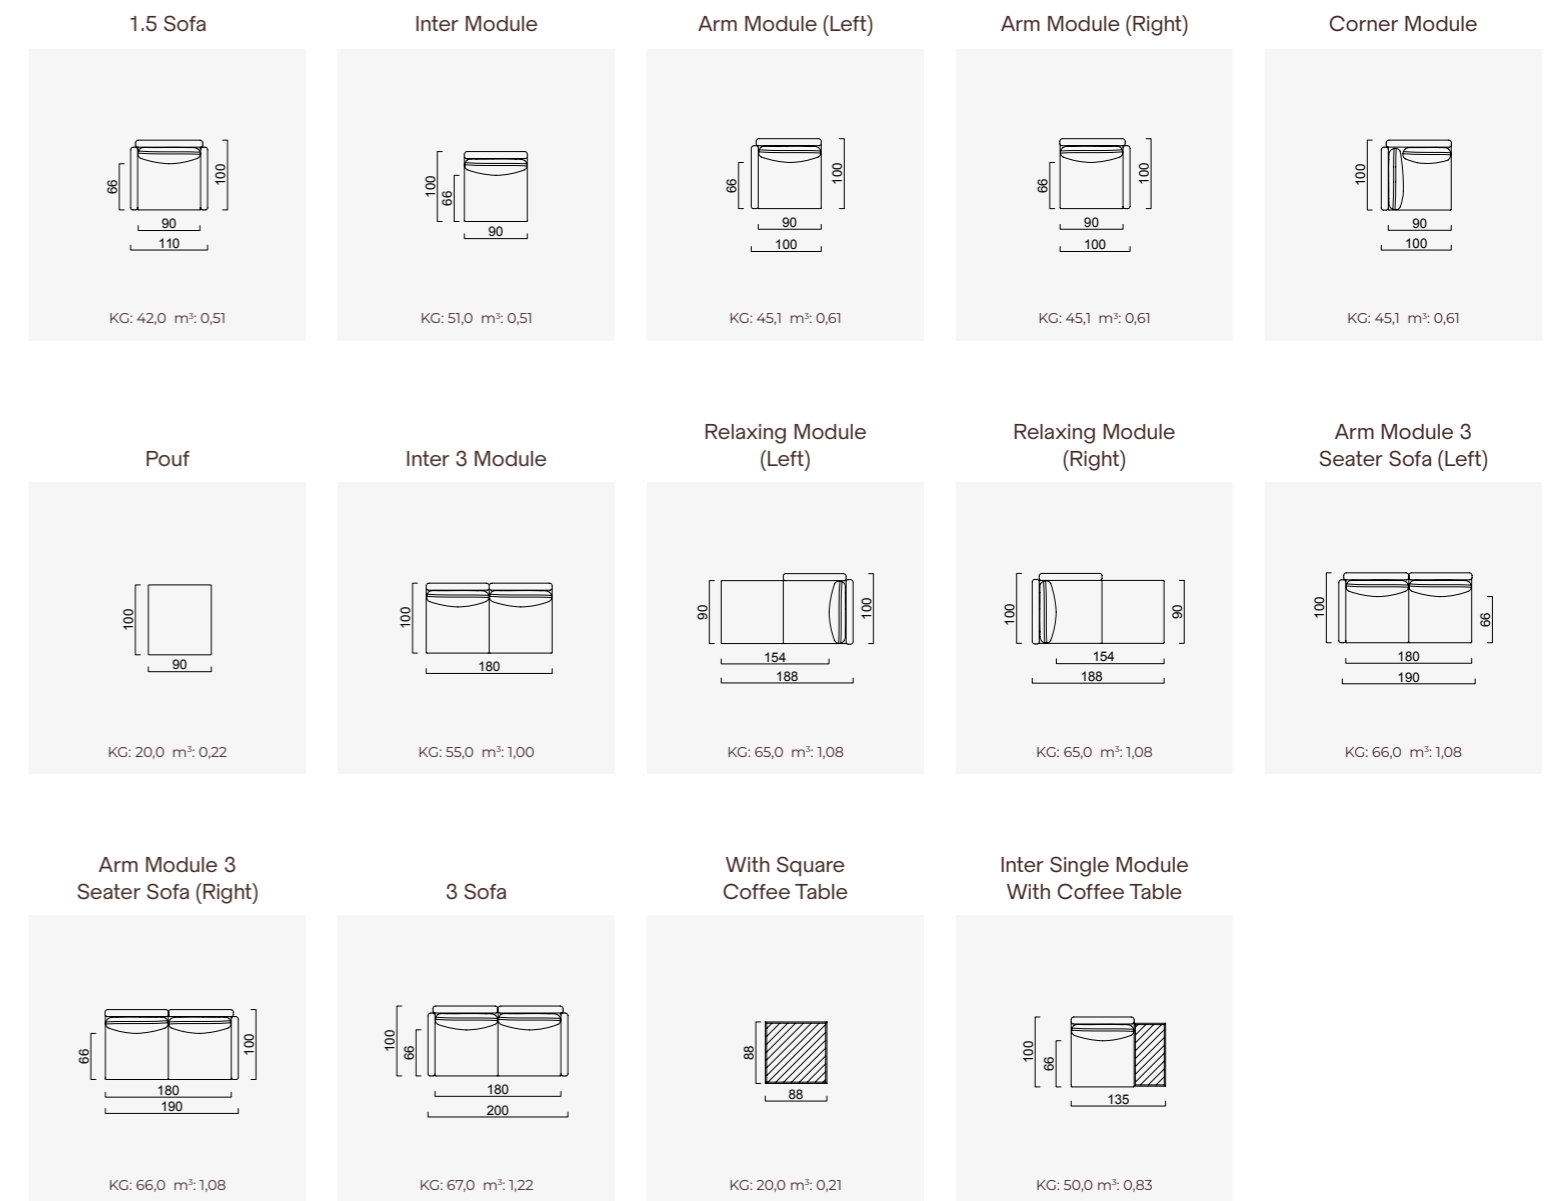 1.5 Sofa
Inter Module
Arm Module (Left)
Arm Module (Right)
Corner Module
66
100
90
110
KG: 42,0 m³: 0,51
100
66
90
KG: 51,0 m³: 0,51
66
100
90
100
KG: 45,1 m³: 0,61
66
100
90
100
KG: 45,1 m³: 0,61
100
90
100
KG: 45,1 m³: 0,61
Pouf
Inter 3 Module
Relaxing Module
(Left)
Relaxing Module
(Right)
Arm Module 3
Seater Sofa (Left)
100
90
KG: 20,0 m³: 0,22
100
180
KG: 55,0 m³: 1,00
90
100
154
188
KG: 65,0 m³: 1,08
100
90
154
188
KG: 65,0 m³: 1,08
100
66
180
190
KG: 66,0 m³: 1,08
Arm Module 3
Seater Sofa (Right)
3 Sofa
With Square
Coffee Table
Inter Single Module
With Coffee Table
66
100
180
190
KG: 66,0 m³: 1,08
100
66
180
200
KG: 67,0 m³: 1,22
88
88
KG: 20,0 m³: 0,21
100
66
135
KG: 50,0 m³: 0,83